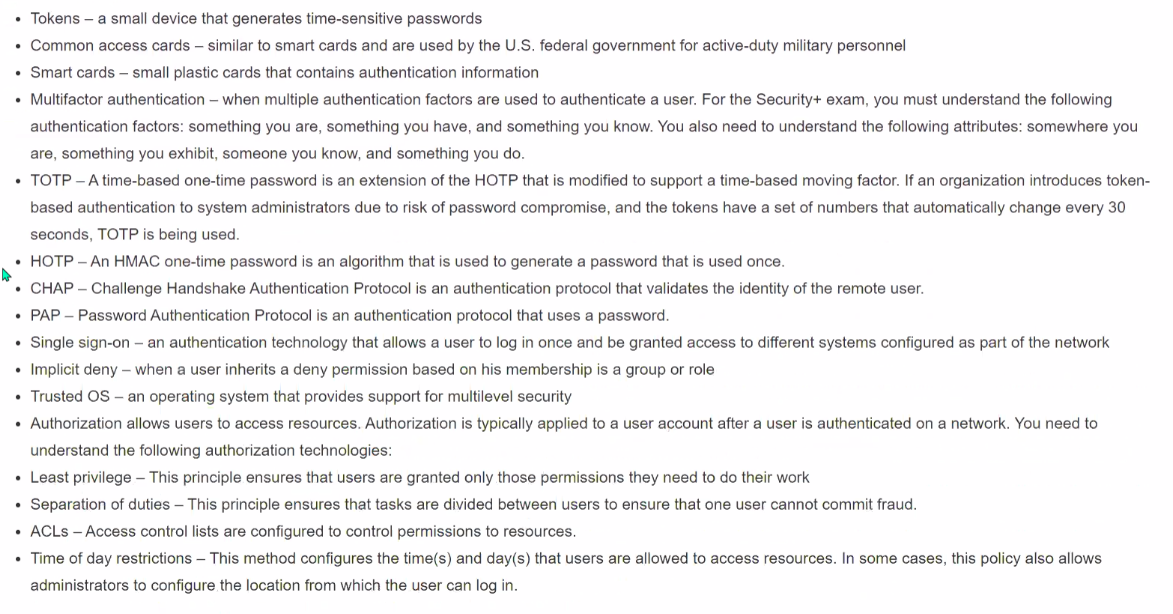 • Tokens – a small device that generates time-sensitive passwords
• Common access cards – similar to smart cards and are used by the U.S. federal government for active-duty military personnel
• Smart cards – small plastic cards that contains authentication information
• Multifactor authentication – when multiple authentication factors are used to authenticate a user. For the Security+ exam, you must understand the following
authentication factors: something you are, something you have, and something you know. You also need to understand the following attributes: somewhere you
are, something you exhibit, someone you know, and something you do.
• TOTP – A time-based one-time password is an extension of the HOTP that is modified to support a time-based moving factor. If an organization introduces token-
based authentication to system administrators due to risk of password compromise, and the tokens have a set of numbers that automatically change every 30
seconds, TOTP is being used.
• HOTP – An HMAC one-time password is an algorithm that is used to generate a password that is used once.
• CHAP – Challenge Handshake Authentication Protocol is an authentication protocol that validates the identity of the remote user.
• PAP – Password Authentication Protocol is an authentication protocol that uses a password.
• Single sign-on – an authentication technology that allows a user to log in once and be granted access to different systems configured as part of the network
• Implicit deny – when a user inherits a deny permission based on his membership is a group or role
• Trusted OS – an operating system that provides support for multilevel security
• Authorization allows users to access resources. Authorization is typically applied to a user account after a user is authenticated on a network. You need to
understand the following authorization technologies:
• Least privilege – This principle ensures that users are granted only those permissions they need to do their work
• Separation of duties – This principle ensures that tasks are divided between users to ensure that one user cannot commit fraud.
• ACLs – Access control lists are configured to control permissions to resources.
• Time of day restrictions – This method configures the time(s) and day(s) that users are allowed to access resources. In some cases, this policy also allows
administrators to configure the location from which the user can log in.